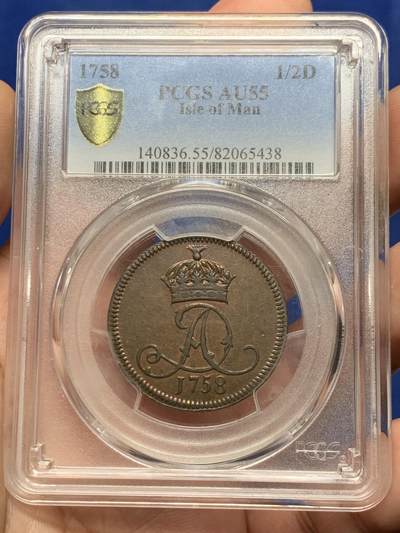 1758 1/2D
PCGS AU55
Isle of Man
140836.55/82065438
PCGS
1758
PCGS